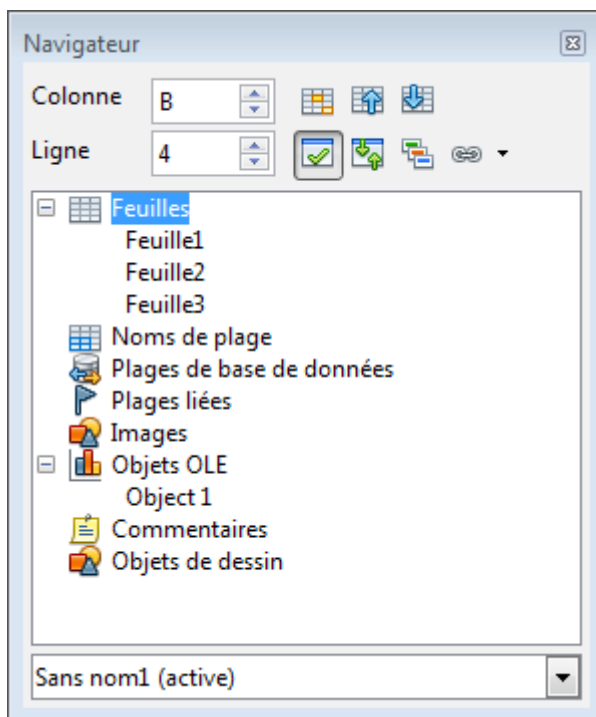 Navigateur
Colonne B
Ligne 4
Feuilles
Feuille1
Feuille2
Feuille3
Noms de plage
Plages de base de données
Plages liées
Images
Objets OLE
Object 1
Commentaires
Objets de dessin
Sans nom1 (active)